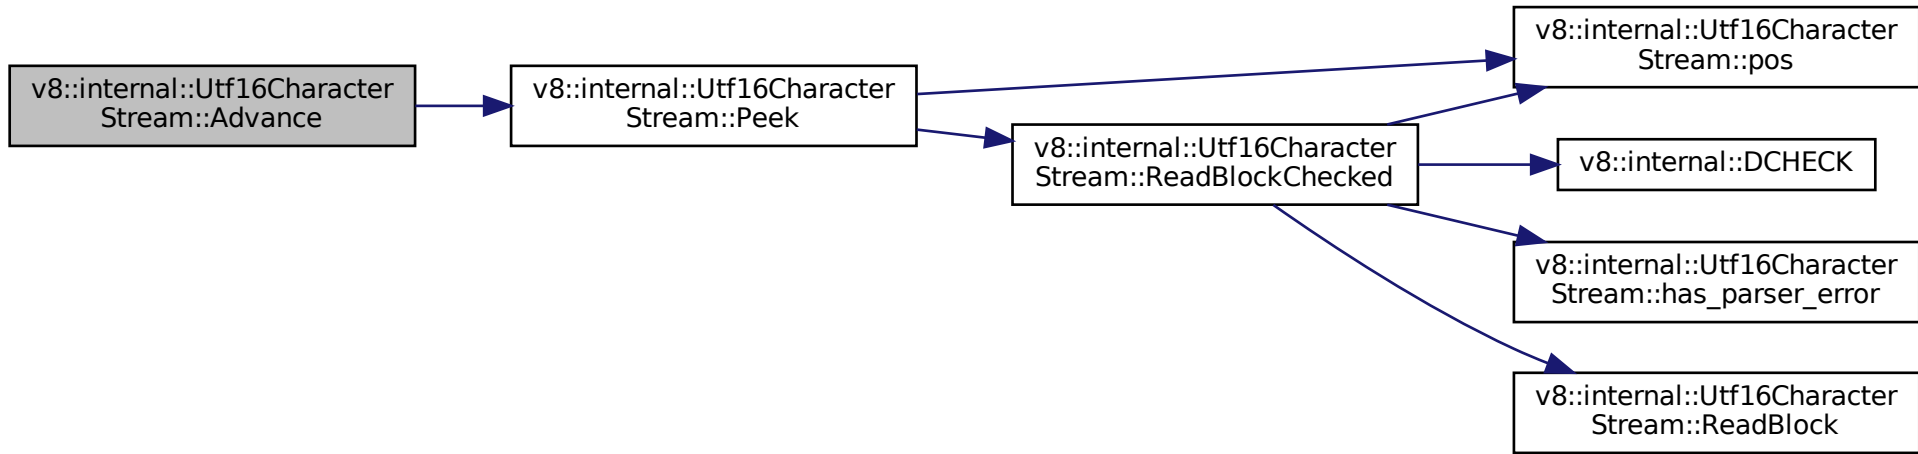 v8::internal::Utf16Character
Stream::Advance
v8::internal::Utf16Character
Stream::Peek
v8::internal::Utf16Character
Stream::ReadBlockChecked
v8::internal::Utf16Character
Stream::pos
v8::internal::DCHECK
v8::internal::Utf16Character
Stream::has_parser_error
v8::internal::Utf16Character
Stream::ReadBlock